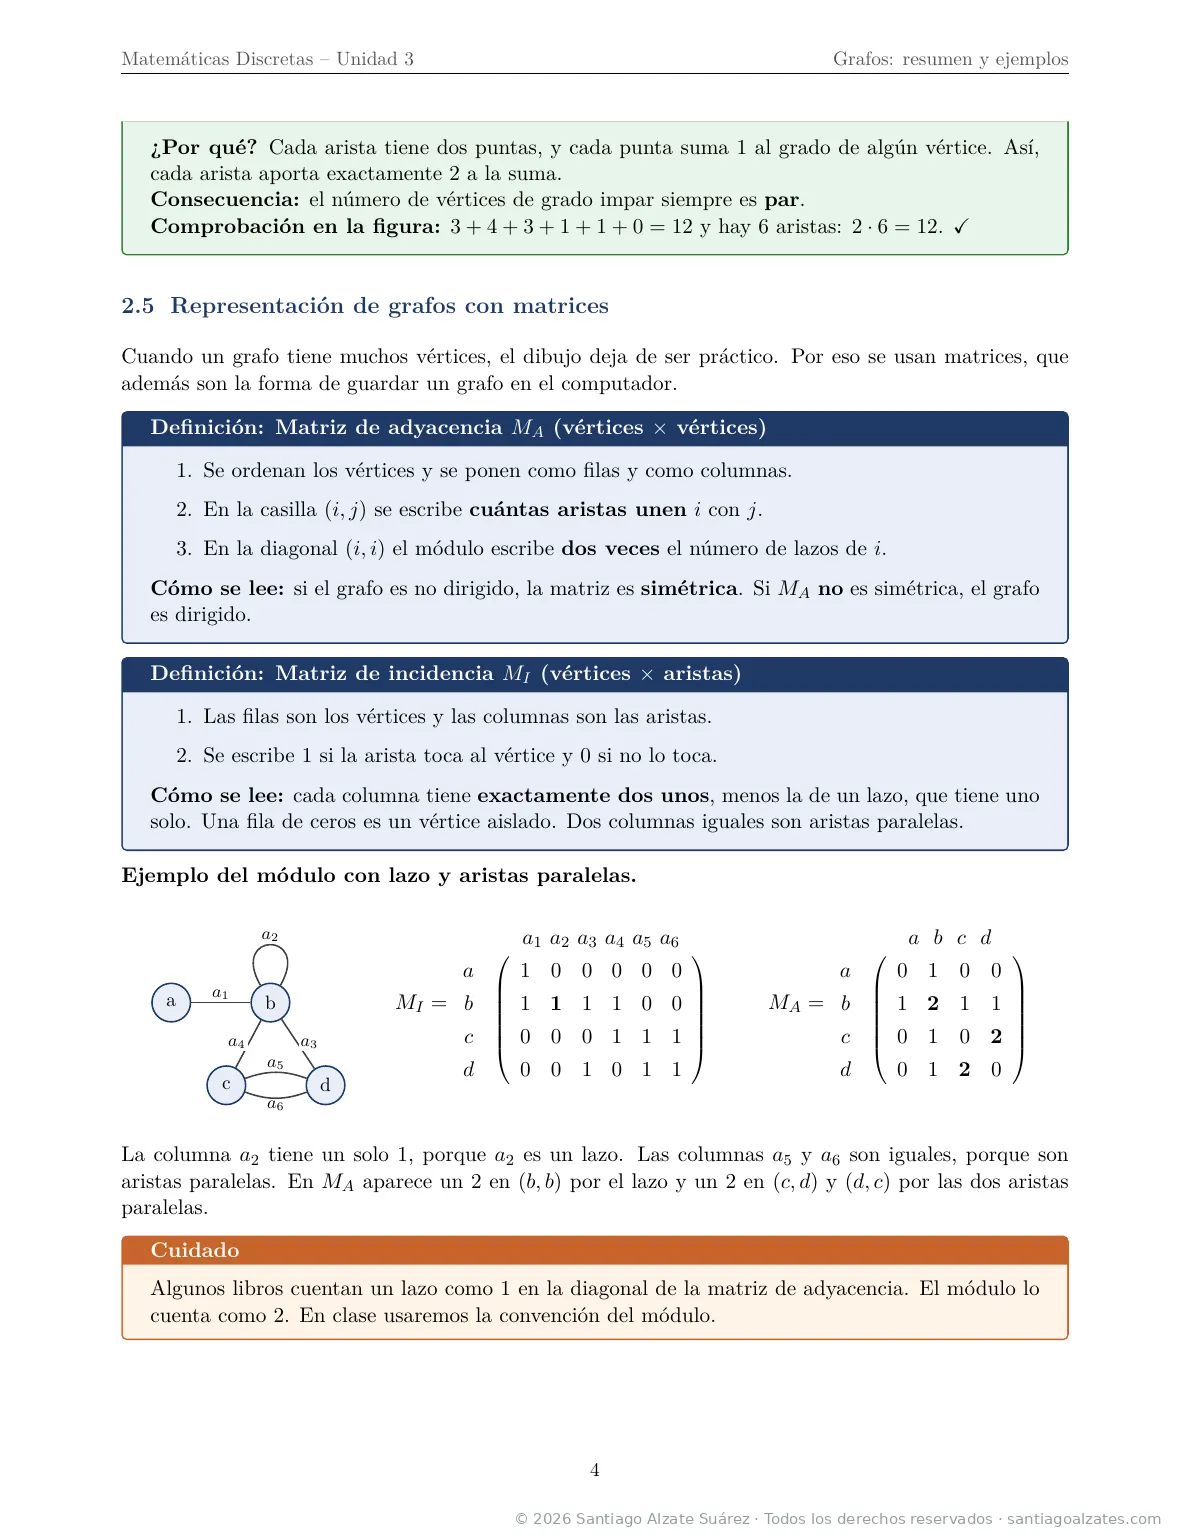 Matemáticas Discretas – Unidad 3 Grafos: resumen y ejemplos
¿Por qué? Cada arista tiene dos puntas, y cada punta suma 1 al grado de algún vértice. Así,
cada arista aporta exactamente 2 a la suma.
Consecuencia: el número de vértices de grado impar siempre es par.
Comprobación en la figura: 3 + 4 + 3 + 1 + 1 + 0 = 12 y hay 6 aristas: 2 · 6 = 12. ✓
2.5 Representación de grafos con matrices
Cuando un grafo tiene muchos vértices, el dibujo deja de ser práctico. Por eso se usan matrices, que
además son la forma de guardar un grafo en el computador.
Definición: Matriz de adyacencia M_A (vértices × vértices)
1. Se ordenan los vértices y se ponen como filas y como columnas.
2. En la casilla (i, j) se escribe cuántas aristas unen i con j.
3. En la diagonal (i, i) el módulo escribe dos veces el número de lazos de i.
Cómo se lee: si el grafo es no dirigido, la matriz es simétrica. Si M_A no es simétrica, el grafo
es dirigido.
Definición: Matriz de incidencia M_I (vértices × aristas)
1. Las filas son los vértices y las columnas son las aristas.
2. Se escribe 1 si la arista toca al vértice y 0 si no lo toca.
Cómo se lee: cada columna tiene exactamente dos unos, menos la de un lazo, que tiene uno
solo. Una fila de ceros es un vértice aislado. Dos columnas iguales son aristas paralelas.
Ejemplo del módulo con lazo y aristas paralelas.
a_2
a a_1 b
a_4 a_3
a_5
c d
a_6
a_1 a_2 a_3 a_4 a_5 a_6
a 1 0 0 0 0 0
M_I = b 1 1 1 1 0 0
c 0 0 0 1 1 1
d 0 0 1 0 1 1
a b c d
a 0 1 0 0
M_A = b 1 2 1 1
c 0 1 0 2
d 0 1 2 0
La columna a_2 tiene un solo 1, porque a_2 es un lazo. Las columnas a_5 y a_6 son iguales, porque son
aristas paralelas. En M_A aparece un 2 en (b, b) por el lazo y un 2 en (c, d) y (d, c) por las dos aristas
paralelas.
Cuidado
Algunos libros cuentan un lazo como 1 en la diagonal de la matriz de adyacencia. El módulo lo
cuenta como 2. En clase usaremos la convención del módulo.
4
© 2026 Santiago Alzate Suárez · Todos los derechos reservados · santiagoalzates.com